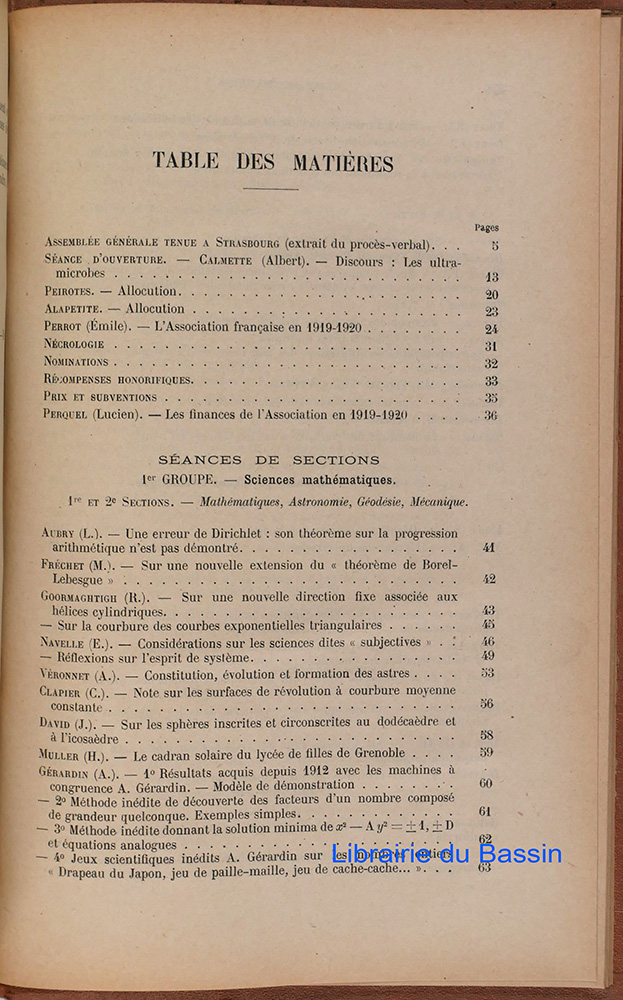 TABLE DES MATIÈRES
Pages
ASSEMBLÉE GÉNÉRALE TENUE A STRASBOURG (extrait du procès-verbal). . . 5
SÉANCE D'OUVERTURE. — CALMETTE (Albert). — Discours : Les ultra-
microbes . . . . . . . . . . . . . . . . . . . . . . . . . . . 13
PEIROTES. — Allocution. . . . . . . . . . . . . . . . . . . . . . 20
ALAPETITE. — Allocution . . . . . . . . . . . . . . . . . . . . . 23
PERROT (Émile). — L'Association française en 1919-1920 . . . . . . . 24
NÉCROLOGIE . . . . . . . . . . . . . . . . . . . . . . . . . . . 31
NOMINATIONS . . . . . . . . . . . . . . . . . . . . . . . . . . . 32
RÉCOMPENSES HONORIFIQUES. . . . . . . . . . . . . . . . . . . . . 33
PRIX ET SUBVENTIONS . . . . . . . . . . . . . . . . . . . . . . . 35
PERQUEL (Lucien). — Les finances de l'Association en 1919-1920 . . . . 36
SÉANCES DE SECTIONS
1er GROUPE. — Sciences mathématiques.
1re ET 2e SECTIONS. — Mathématiques, Astronomie, Géodésie, Mécanique.
AUBRY (L.). — Une erreur de Dirichlet : son théorème sur la progression
arithmétique n'est pas démontré. . . . . . . . . . . . . . . . . . 41
FRÉCHET (M.). — Sur une nouvelle extension du « théorème de Borel-
Lebesgue » . . . . . . . . . . . . . . . . . . . . . . . . . . . 42
GOORMAGHTIGH (R.). — Sur une nouvelle direction fixe associée aux
hélices cylindriques. . . . . . . . . . . . . . . . . . . . . . . 43
— Sur la courbure des courbes exponentielles triangulaires . . . . . . 45
NAVELLE (E.). — Considérations sur les sciences dites « subjectives » . . 46
— Réflexions sur l'esprit de système. . . . . . . . . . . . . . . . . 49
VÉRONNET (A.). — Constitution, évolution et formation des astres . . . . 53
CLAPIER (C.). — Note sur les surfaces de révolution à courbure moyenne
constante . . . . . . . . . . . . . . . . . . . . . . . . . . . 56
DAVID (J.). — Sur les sphères inscrites et circonscrites au dodécaèdre et
à l'icosaèdre . . . . . . . . . . . . . . . . . . . . . . . . . . 58
MULLER (H.). — Le cadran solaire du lycée de filles de Grenoble . . . . 59
GÉRARDIN (A.). — 1º Résultats acquis depuis 1912 avec les machines à
congruence A. Gérardin. — Modèle de démonstration . . . . . . . . 60
— 2º Méthode inédite de découverte des facteurs d'un nombre composé
de grandeur quelconque. Exemples simples. . . . . . . . . . . . . 61
— 3º Méthode inédite donnant la solution minima de x² — A y² = ± 1, ± D
et équations analogues . . . . . . . . . . . . . . . . . . . . . 62
— 4º Jeux scientifiques inédits A. Gérardin sur les nombres entiers
« Drapeau du Japon, jeu de paille-maille, jeu de cache-cache... ». . . 63
Librairie du Bassin